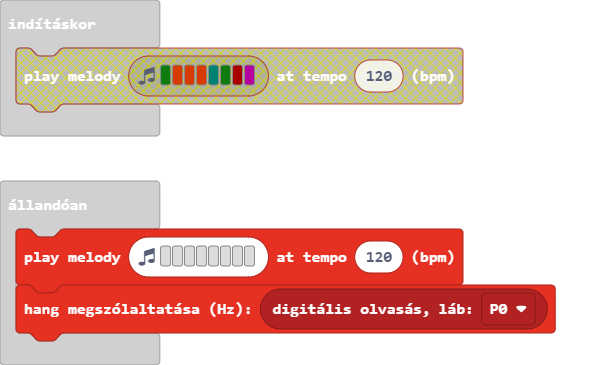 indításkor
play melody at tempo 120 (bpm)
állandóan
play melody at tempo 120 (bpm)
hang megszólaltatása (Hz): digitális olvasás, láb: P0